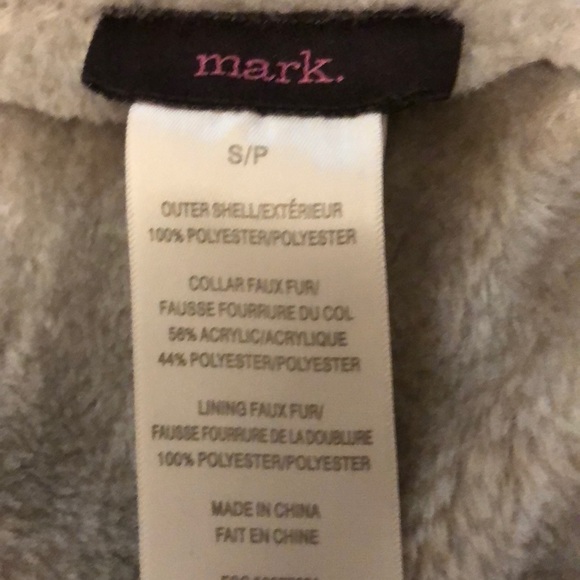 mark.
S/P
OUTER SHELL/EXTÉRIEUR
100% POLYESTER/POLYESTER
COLLAR FAUX FUR/
FAUSSE FOURRURE DU COL
56% ACRYLIC/ACRYLIQUE
44% POLYESTER/POLYESTER
LINING FAUX FUR/
FAUSSE FOURRURE DE LA DOUBLURE
100% POLYESTER/POLYESTER
MADE IN CHINA
FAIT EN CHINE